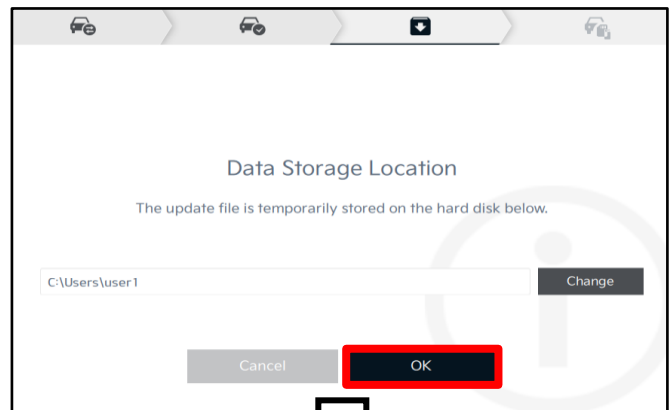 Data Storage Location
The update file is temporarily stored on the hard disk below.
C:\Users\user1
Change
Cancel
OK